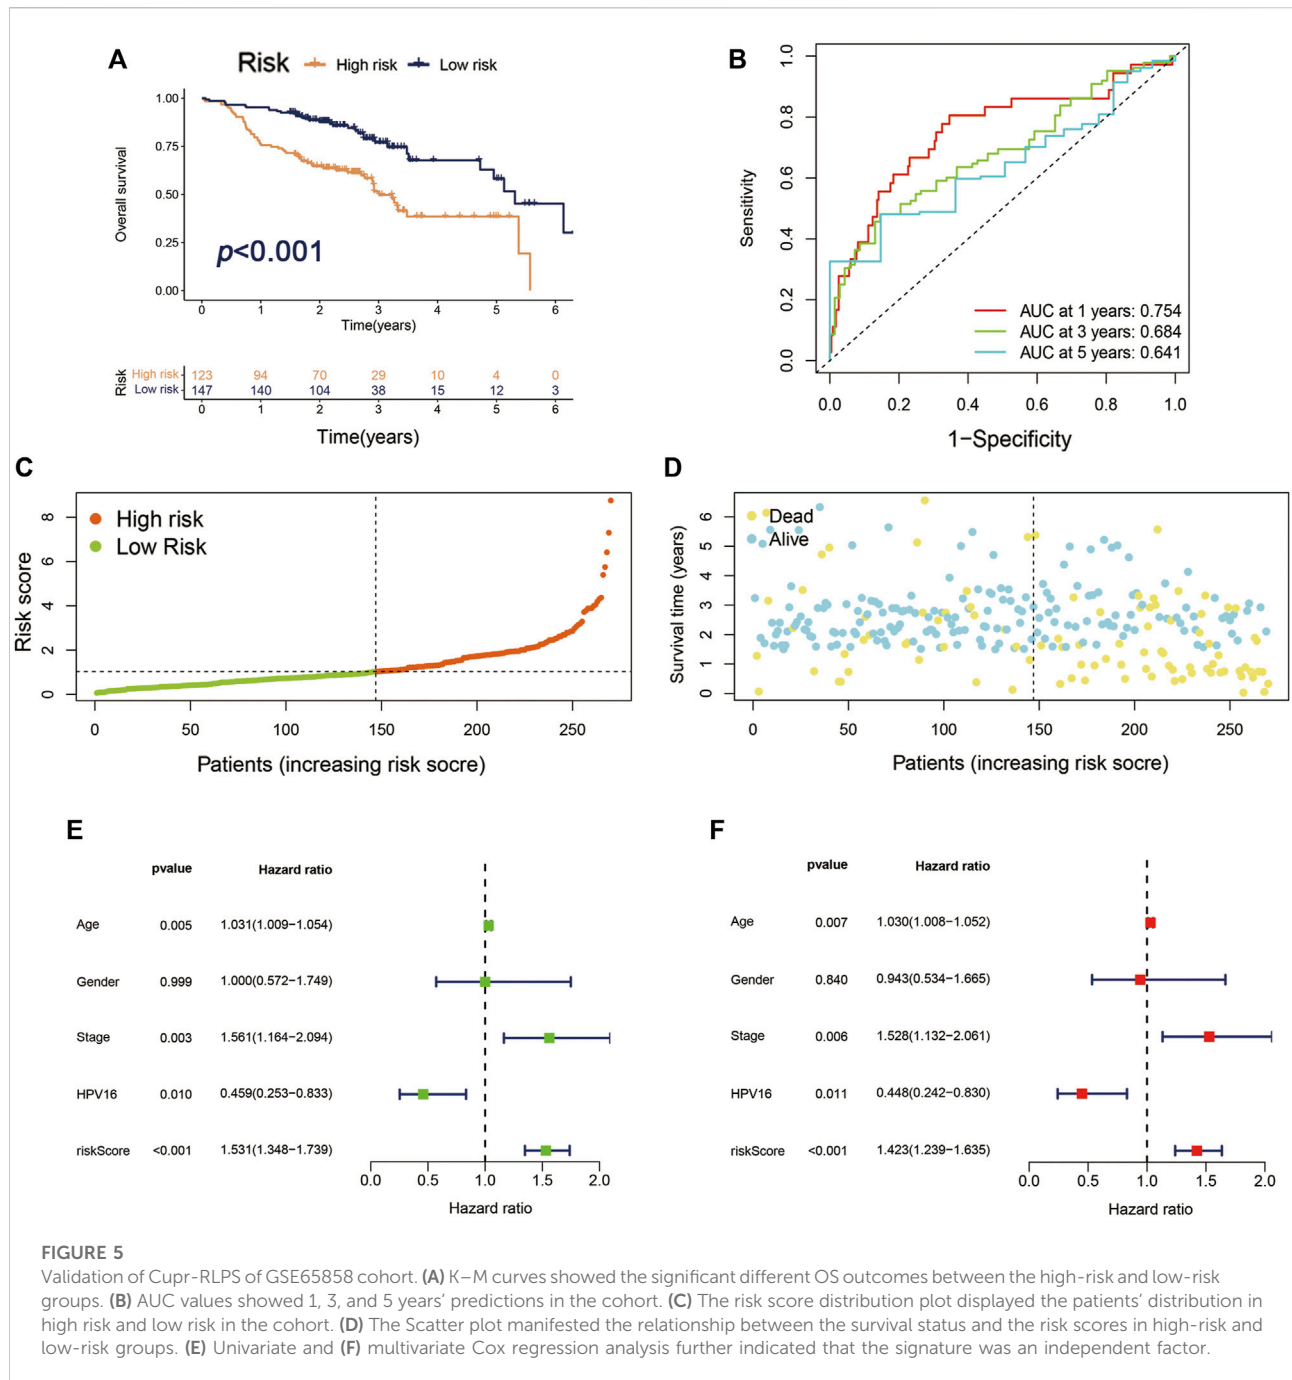 A
Risk High risk Low risk
1.00
0.75
0.50
0.25
0.00
Overall survival
p<0.001
0 1 2 3 4 5 6
Time(years)
Risk
High risk 123 94 70 29 10 4 0
Low risk 147 140 104 38 15 12 3
0 1 2 3 4 5 6
Time(years)
B
1.0
0.8
0.6
0.4
0.2
0.0
Sensitivity
AUC at 1 years: 0.754
AUC at 3 years: 0.684
AUC at 5 years: 0.641
0.0 0.2 0.4 0.6 0.8 1.0
1−Specificity
C
8
6
4
2
0
Risk score
High risk
Low Risk
0 50 100 150 200 250
Patients (increasing risk socre)
D
6
5
4
3
2
1
0
Survival time (years)
Dead
Alive
0 50 100 150 200 250
Patients (increasing risk socre)
E
pvalue Hazard ratio
Age 0.005 1.031(1.009−1.054)
Gender 0.999 1.000(0.572−1.749)
Stage 0.003 1.561(1.164−2.094)
HPV16 0.010 0.459(0.253−0.833)
riskScore <0.001 1.531(1.348−1.739)
0.0 0.5 1.0 1.5 2.0
Hazard ratio
F
pvalue Hazard ratio
Age 0.007 1.030(1.008−1.052)
Gender 0.840 0.943(0.534−1.665)
Stage 0.006 1.528(1.132−2.061)
HPV16 0.011 0.448(0.242−0.830)
riskScore <0.001 1.423(1.239−1.635)
0.0 0.5 1.0 1.5 2.0
Hazard ratio
FIGURE 5
Validation of Cupr-RLPS of GSE65858 cohort. (A) K–M curves showed the significant different OS outcomes between the high-risk and low-risk
groups. (B) AUC values showed 1, 3, and 5 years’ predictions in the cohort. (C) The risk score distribution plot displayed the patients’ distribution in
high risk and low risk in the cohort. (D) The Scatter plot manifested the relationship between the survival status and the risk scores in high-risk and
low-risk groups. (E) Univariate and (F) multivariate Cox regression analysis further indicated that the signature was an independent factor.